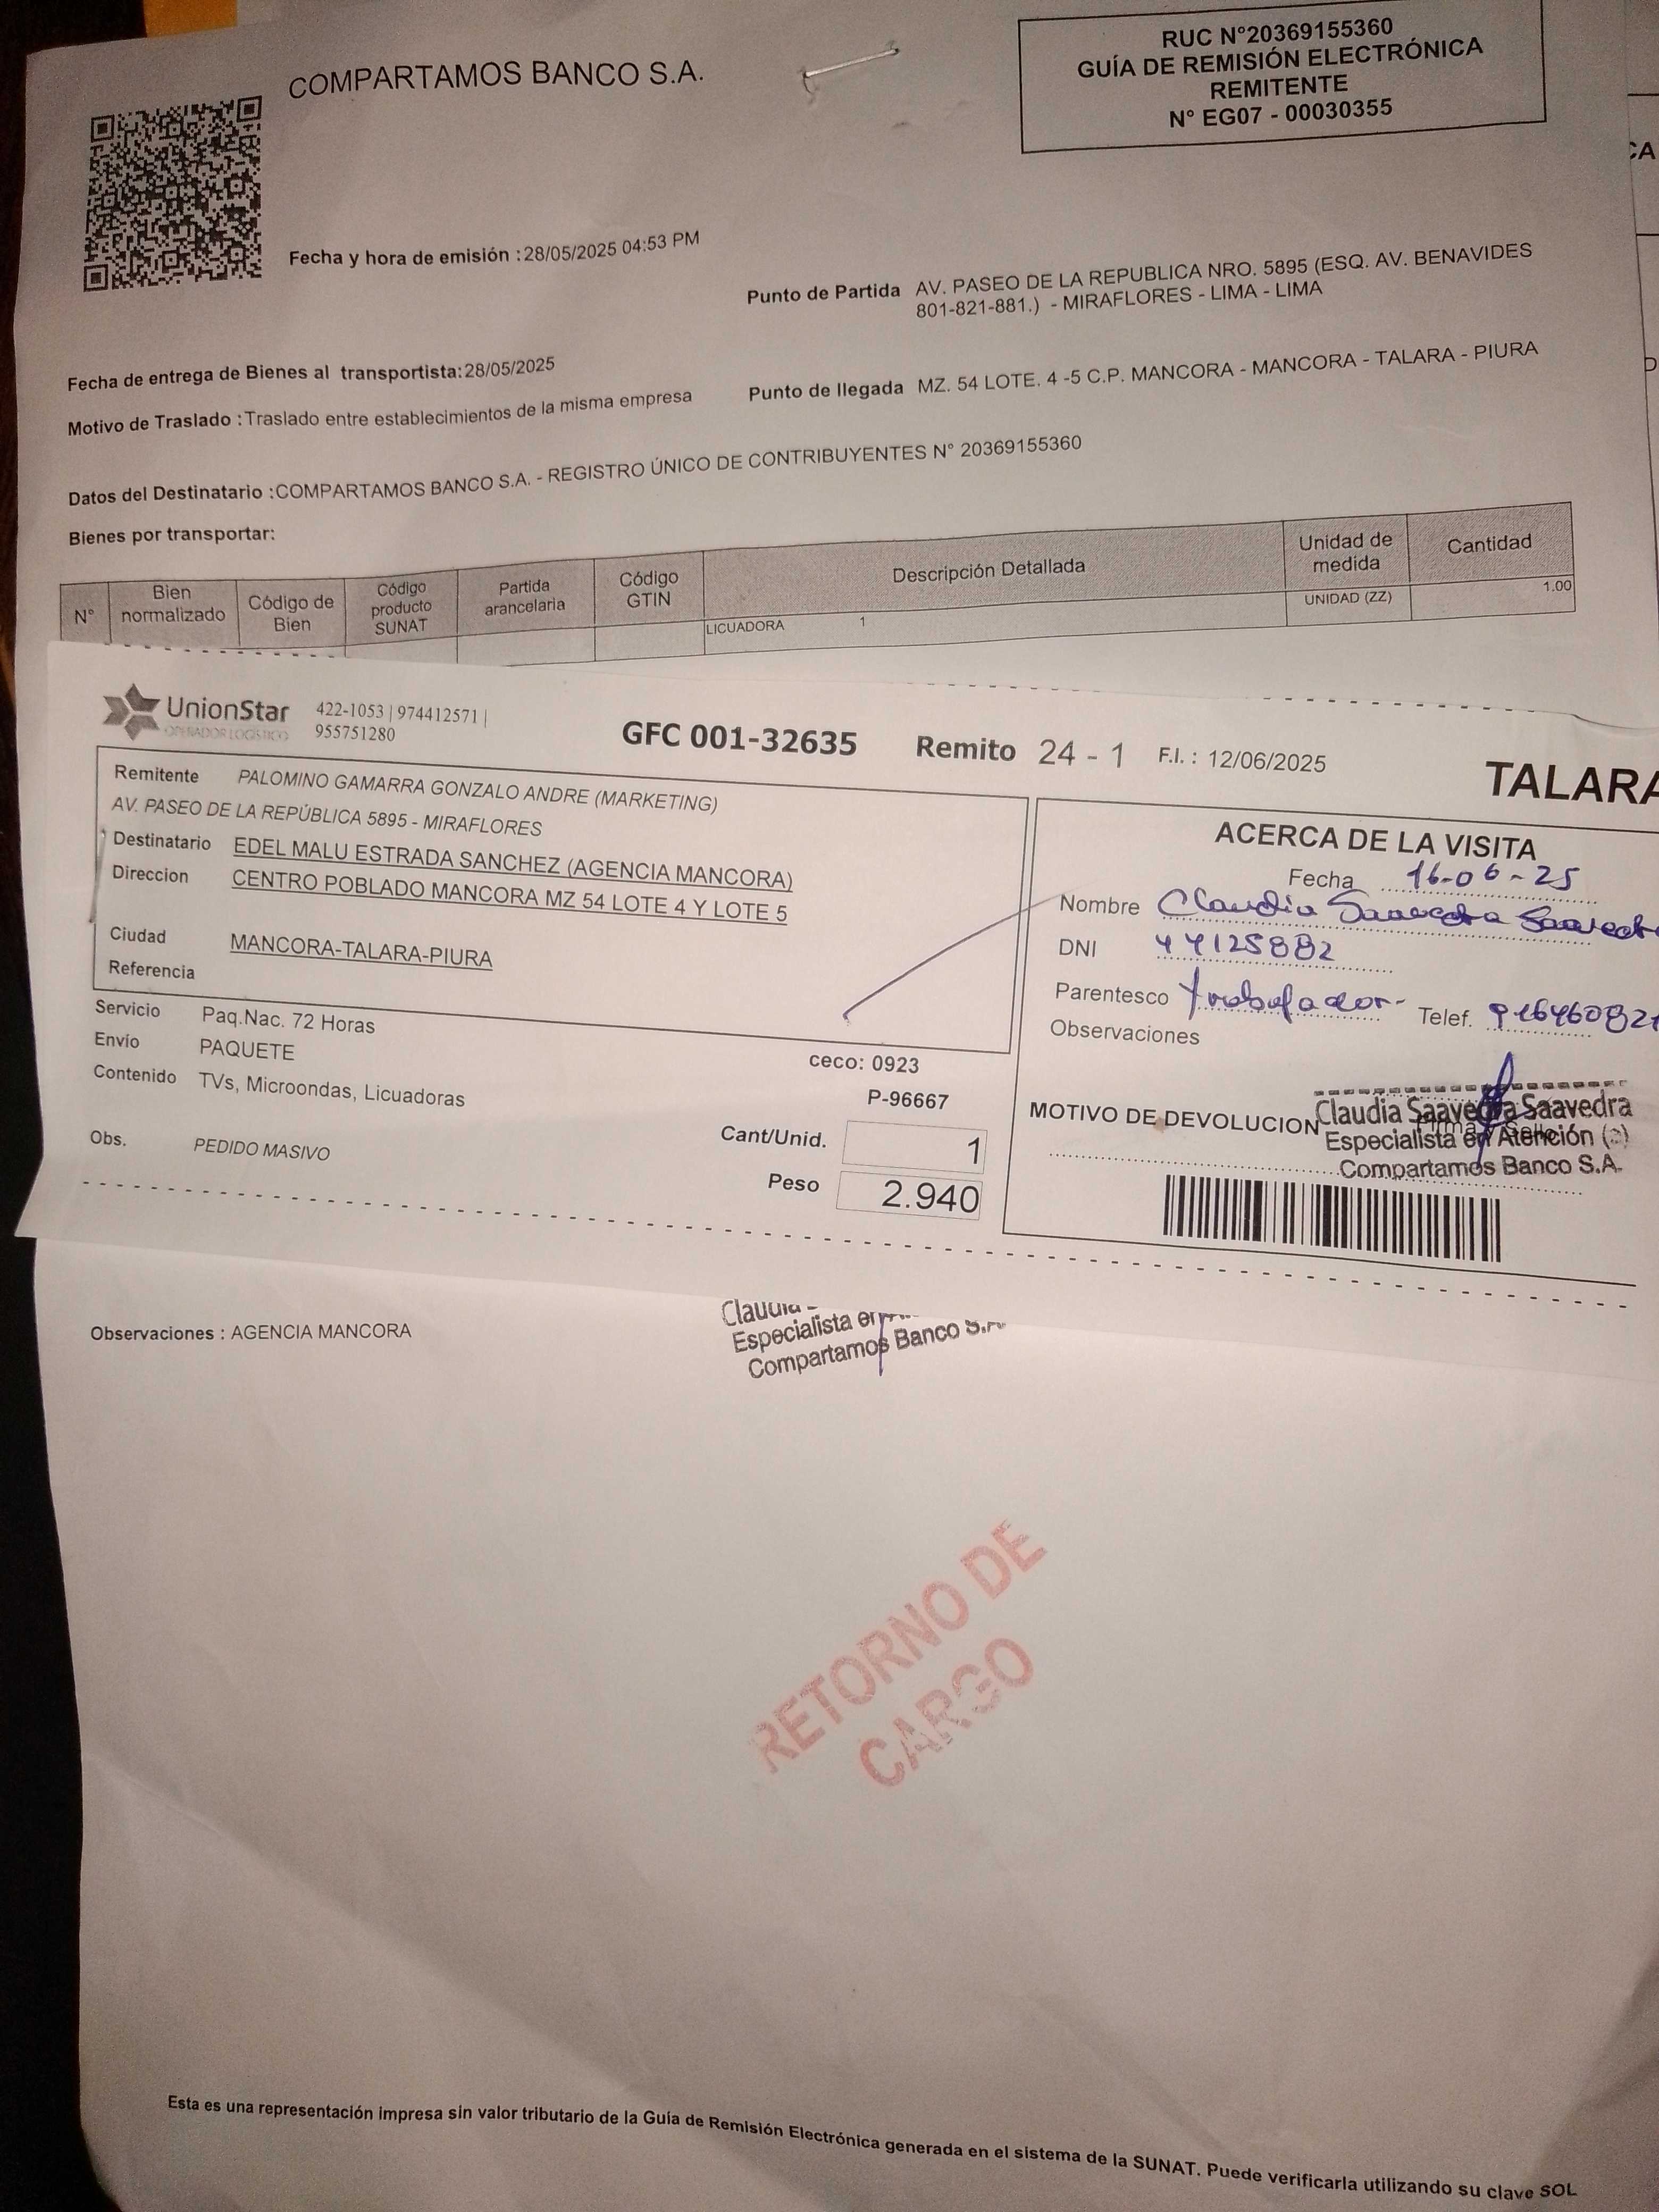 COMPARTAMOS BANCO S.A.
RUC N°20369155360
GUÍA DE REMISIÓN ELECTRÓNICA
REMITENTE
N° EG07 - 00030355
CA
Fecha y hora de emisión : 28/05/2025 04:53 PM
Punto de Partida AV. PASEO DE LA REPUBLICA NRO. 5895 (ESQ. AV. BENAVIDES
801-821-881.) - MIRAFLORES - LIMA - LIMA
Fecha de entrega de Bienes al transportista: 28/05/2025
Punto de llegada MZ. 54 LOTE. 4 -5 C.P. MANCORA - MANCORA - TALARA - PIURA
Motivo de Traslado : Traslado entre establecimientos de la misma empresa
Datos del Destinatario : COMPARTAMOS BANCO S.A. - REGISTRO ÚNICO DE CONTRIBUYENTES N° 20369155360
Bienes por transportar:
N° Bien normalizado Código de Bien Código producto SUNAT Partida arancelaria Código GTIN Descripción Detallada Unidad de medida Cantidad
LICUADORA 1 UNIDAD (ZZ) 1.00
UnionStar
OPERADOR LOGÍSTICO
422-1053 | 974412571 |
955751280
GFC 001-32635 Remito 24 - 1 F.I. : 12/06/2025
TALARA
Remitente PALOMINO GAMARRA GONZALO ANDRE (MARKETING)
AV. PASEO DE LA REPÚBLICA 5895 - MIRAFLORES
Destinatario EDEL MALU ESTRADA SANCHEZ (AGENCIA MANCORA)
Direccion CENTRO POBLADO MANCORA MZ 54 LOTE 4 Y LOTE 5
Ciudad MANCORA-TALARA-PIURA
Referencia
Servicio Paq.Nac. 72 Horas
Envío PAQUETE
Contenido TVs, Microondas, Licuadoras
Obs. PEDIDO MASIVO
ceco: 0923
P-96667
Cant/Unid. 1
Peso 2.940
ACERCA DE LA VISITA
Fecha 16-06-25
Nombre Claudia Saavedra Saavedra
DNI 44125882
Parentesco trabajador
Telef.
Observaciones
MOTIVO DE DEVOLUCION
Claudia Saavedra Saavedra
Firma y Sello
Especialista en Atención
Compartamos Banco S.A.
Observaciones : AGENCIA MANCORA
Claudia
Especialista en
Compartamos Banco S.A.
RETORNO DE
CARGO
Esta es una representación impresa sin valor tributario de la Guía de Remisión Electrónica generada en el sistema de la SUNAT. Puede verificarla utilizando su clave SOL